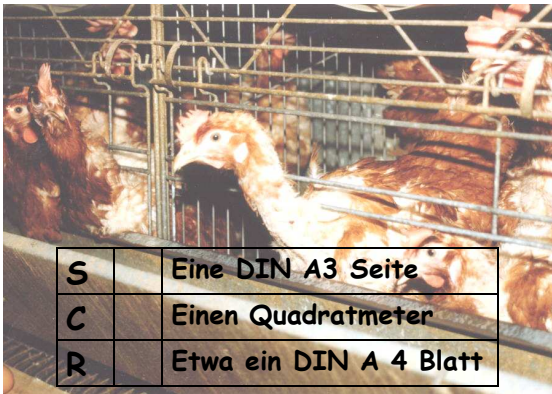 S Eine DIN A3 Seite
C Einen Quadratmeter
R Etwa ein DIN A 4 Blatt